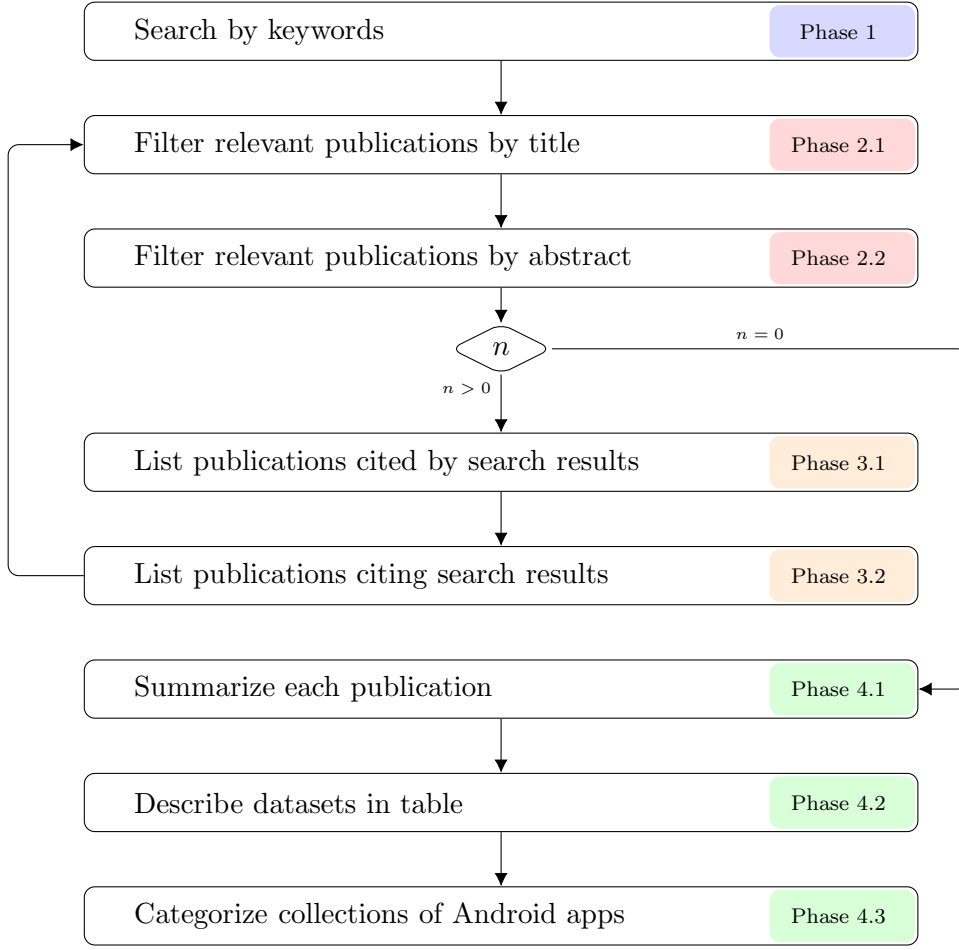 Search by keywords Phase 1
Filter relevant publications by title Phase 2.1
Filter relevant publications by abstract Phase 2.2
n = 0
n
n > 0
List publications cited by search results Phase 3.1
List publications citing search results Phase 3.2
Summarize each publication Phase 4.1
Describe datasets in table Phase 4.2
Categorize collections of Android apps Phase 4.3